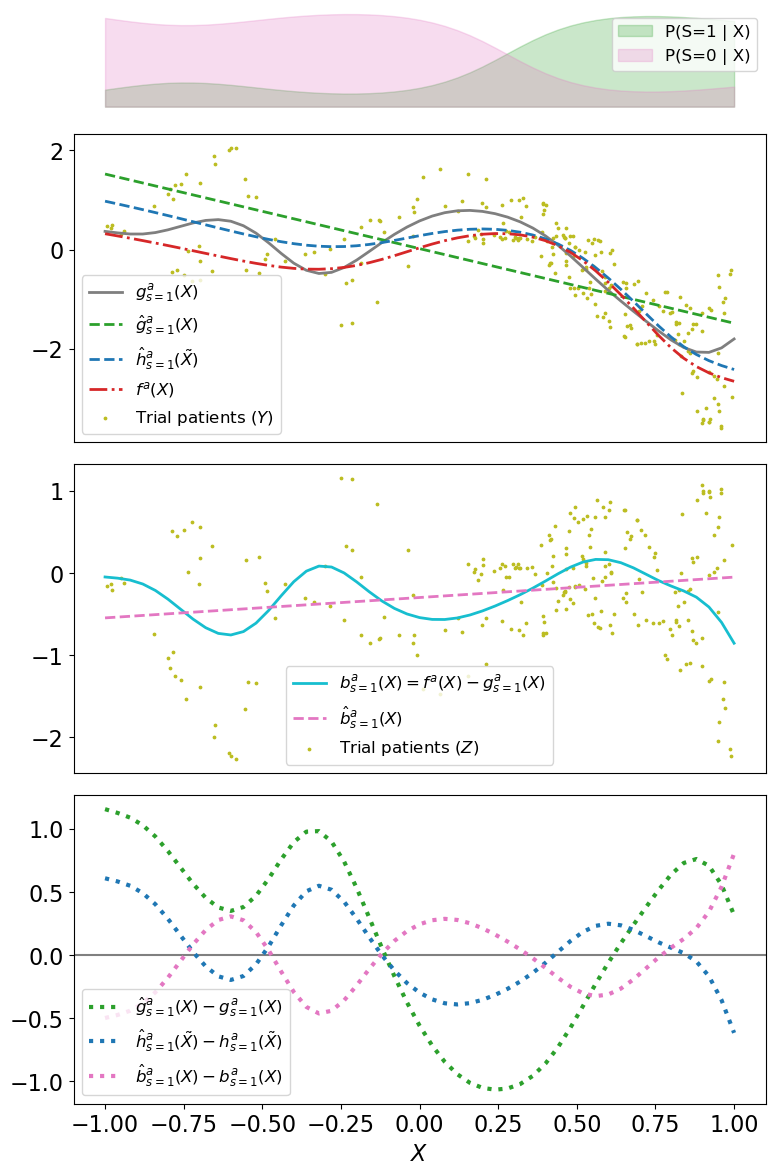 P(S=1 | X)
P(S=0 | X)
2
0
−2
g^a_{s=1}(X)
ĝ^a_{s=1}(X)
ĥ^a_{s=1}(X̃)
f^a(X)
Trial patients (Y)
1
0
−1
−2
b^a_{s=1}(X) = f^a(X) − g^a_{s=1}(X)
b̂^a_{s=1}(X)
Trial patients (Z)
1.0
0.5
0.0
−0.5
−1.0
ĝ^a_{s=1}(X) − g^a_{s=1}(X)
ĥ^a_{s=1}(X̃) − h^a_{s=1}(X̃)
b̂^a_{s=1}(X) − b^a_{s=1}(X)
−1.00 −0.75 −0.50 −0.25 0.00 0.25 0.50 0.75 1.00
X